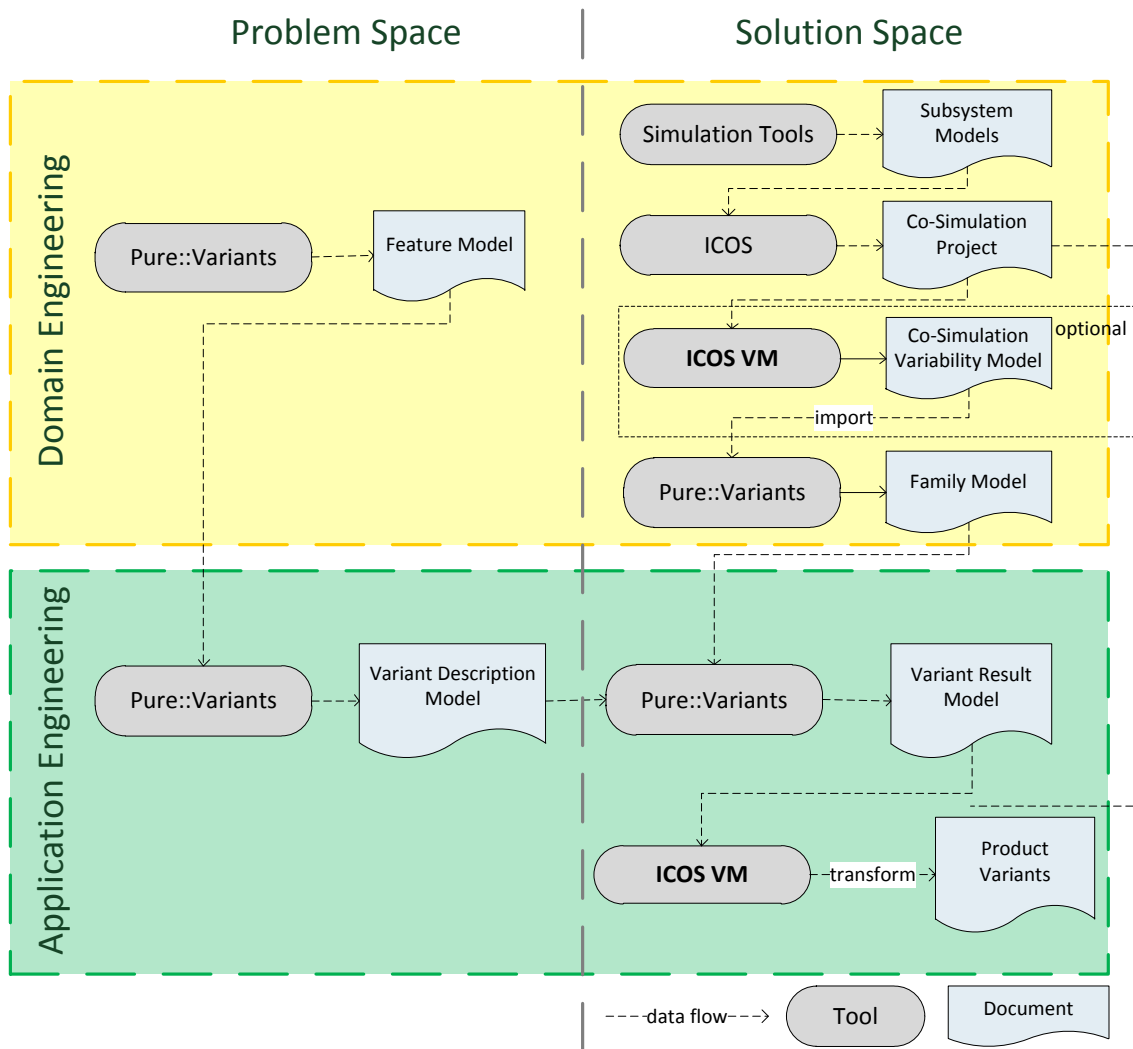 Problem Space
Solution Space
Domain Engineering
Simulation Tools
Subsystem
Models
Pure::Variants
Feature Model
ICOS
Co-Simulation
Project
optional
ICOS VM
Co-Simulation
Variability Model
import
Pure::Variants
Family Model
Application Engineering
Pure::Variants
Variant Description
Model
Pure::Variants
Variant Result
Model
ICOS VM
transform
Product
Variants
data flow
Tool
Document